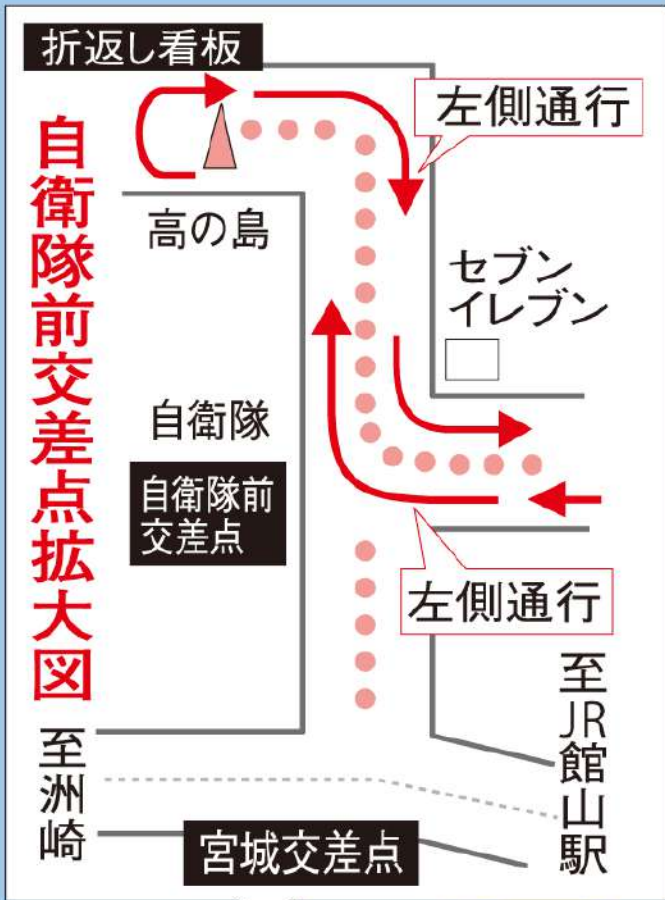 折返し看板
自衛隊前交差点拡大図
左側通行
高の島
セブン
イレブン
自衛隊
自衛隊前
交差点
左側通行
至JR館山駅
至洲崎
宮城交差点